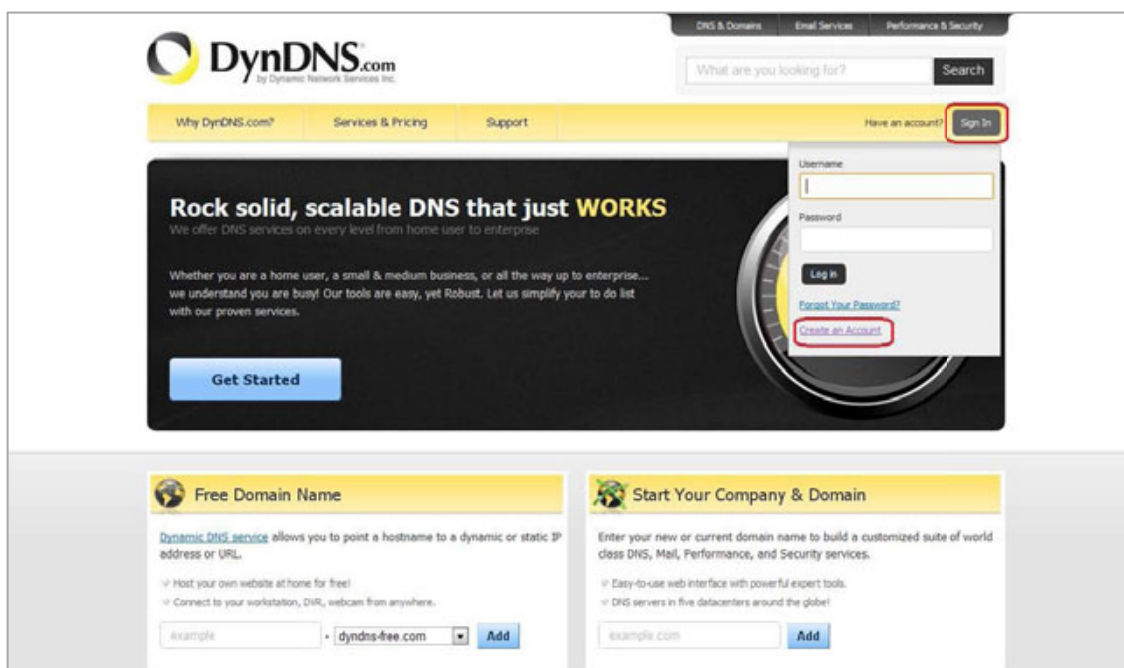 DNS & Domains Email Services Performance & Security
DynDNS.com
by Dynamic Network Services Inc.
What are you looking for? Search
Why DynDNS.com? Services & Pricing Support Have an account? Sign In
Username
Password
Log in
Forgot Your Password?
Create an Account
Rock solid, scalable DNS that just WORKS
We offer DNS services on every level from home user to enterprise
Whether you are a home user, a small & medium business, or all the way up to enterprise...
we understand you are busy! Our tools are easy, yet Robust. Let us simplify your to do list
with our proven services.
Get Started
Free Domain Name
Dynamic DNS service allows you to point a hostname to a dynamic or static IP
address or URL.
Host your own website at home for free!
Connect to your workstation, DVR, webcam from anywhere.
example . dyndns-free.com Add
Start Your Company & Domain
Enter your new or current domain name to build a customized suite of world
class DNS, Mail, Performance, and Security services.
Easy-to-use web interface with powerful expert tools.
DNS servers in five datacenters around the globe!
example.com Add